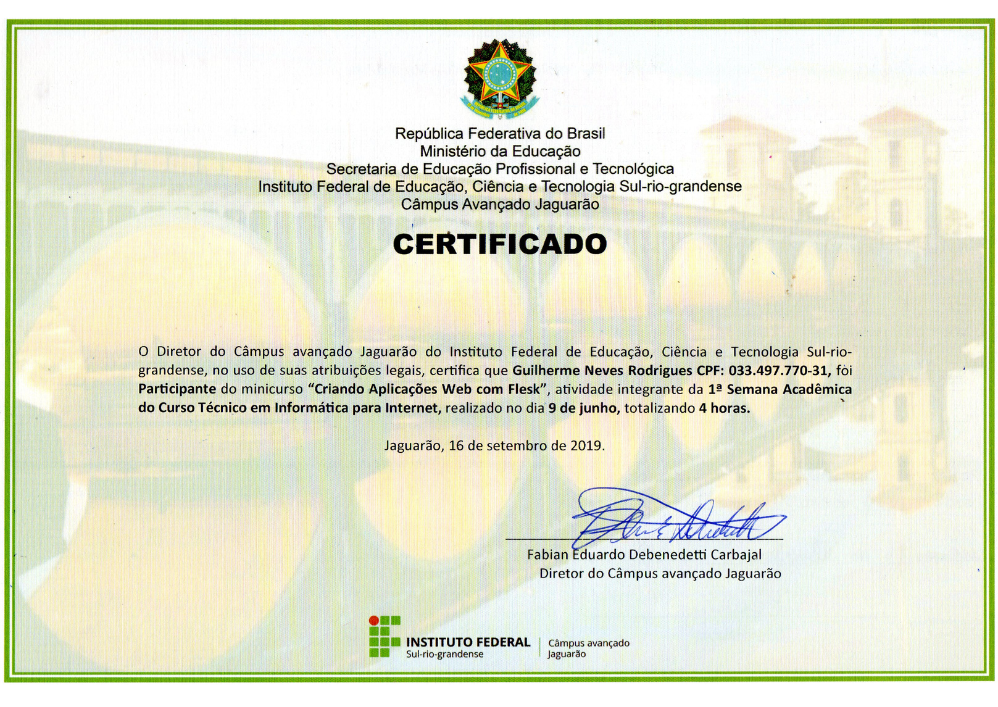 República Federativa do Brasil
Ministério da Educação
Secretaria de Educação Profissional e Tecnológica
Instituto Federal de Educação, Ciência e Tecnologia Sul-rio-grandense
Câmpus Avançado Jaguarão
CERTIFICADO
O Diretor do Câmpus avançado Jaguarão do Instituto Federal de Educação, Ciência e Tecnologia Sul-rio-
grandense, no uso de suas atribuições legais, certifica que Guilherme Neves Rodrigues CPF: 033.497.770-31, foi
Participante do minicurso “Criando Aplicações Web com Flesk”, atividade integrante da 1ª Semana Acadêmica
do Curso Técnico em Informática para Internet, realizado no dia 9 de junho, totalizando 4 horas.
Jaguarão, 16 de setembro de 2019.
Fabian Eduardo Debenedetti Carbajal
Diretor do Câmpus avançado Jaguarão
INSTITUTO FEDERAL
Sul-rio-grandense
Câmpus avançado
Jaguarão